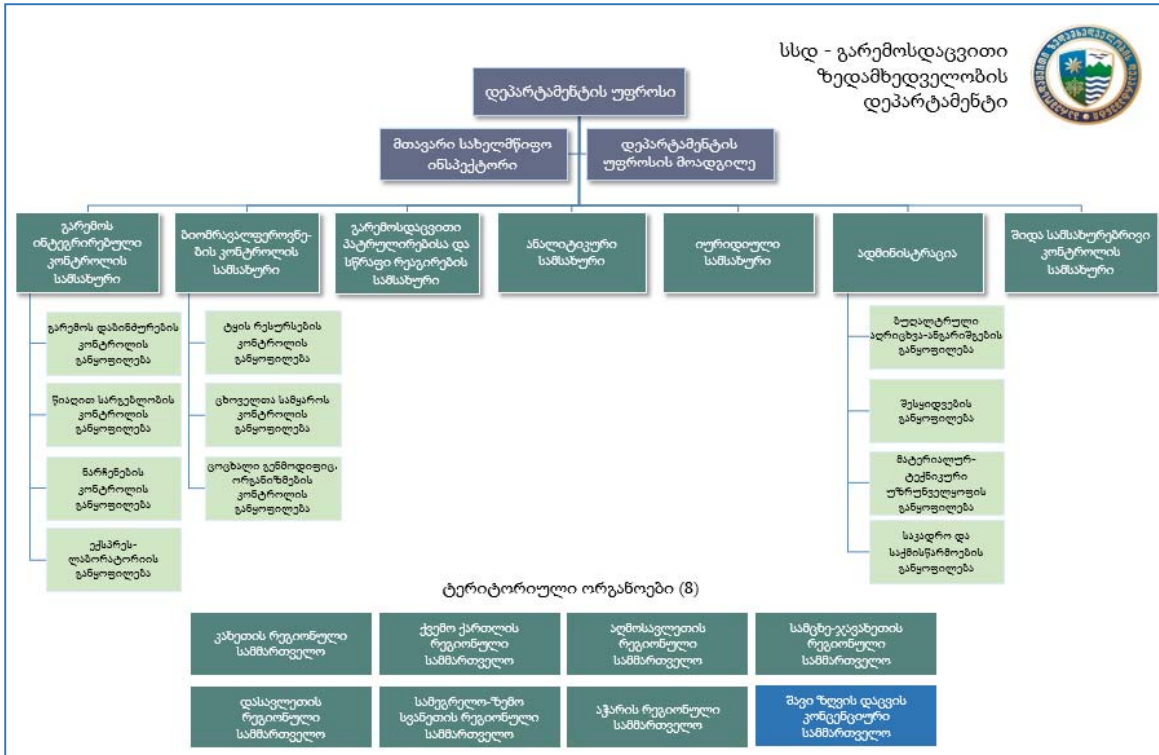 სსდ - გარემოსდაცვითი
ზედამხედველობის
დეპარტამენტი
დეპარტამენტის უფროსი
მთავარი სახელმწიფო
ინსპექტორი
დეპარტამენტის
უფროსის მოადგილე
გარემოს
ინტეგრირებული
კონტროლის
სამსახური
ბიომრავალფეროვნე-
ბის კონტროლის
სამსახური
გარემოსდაცვითი
პატრულირებისა და
სწრაფი რეაგირების
სამსახური
ანალიტიკური
სამსახური
იურიდიული
სამსახური
ადმინისტრაცია
შიდა სამსახურებრივი
კონტროლის
სამსახური
გარემოს დაბინძურების
კონტროლის
განყოფილება
წიაღით სარგებლობის
კონტროლის
განყოფილება
ნარჩენების
კონტროლის
განყოფილება
ექსპრეს-
ლაბორატორიის
განყოფილება
ტყის რესურსების
კონტროლის
განყოფილება
ცხოველთა სამყაროს
კონტროლის
განყოფილება
ცოცხალი გენმოდიფიც.
ორგანიზმების
კონტროლის
განყოფილება
ბუღალტრული
აღრიცხვა-ანგარიშგების
განყოფილება
შესყიდვების
განყოფილება
მატერიალურ-
ტექნიკური
უზრუნველყოფის
განყოფილება
საკადრო და
საქმისწარმოების
განყოფილება
ტერიტორიული ორგანოები (8)
კახეთის რეგიონული
სამმართველო
ქვემო ქართლის
რეგიონული
სამმართველო
აღმოსავლეთის
რეგიონული
სამმართველო
სამცხე-ჯავახეთის
რეგიონული
სამმართველო
დასავლეთის
რეგიონული
სამმართველო
სამეგრელო-ზემო
სვანეთის რეგიონული
სამმართველო
აჭარის რეგიონული
სამმართველო
შავი ზღვის დაცვის
კონცენციური
სამმართველო